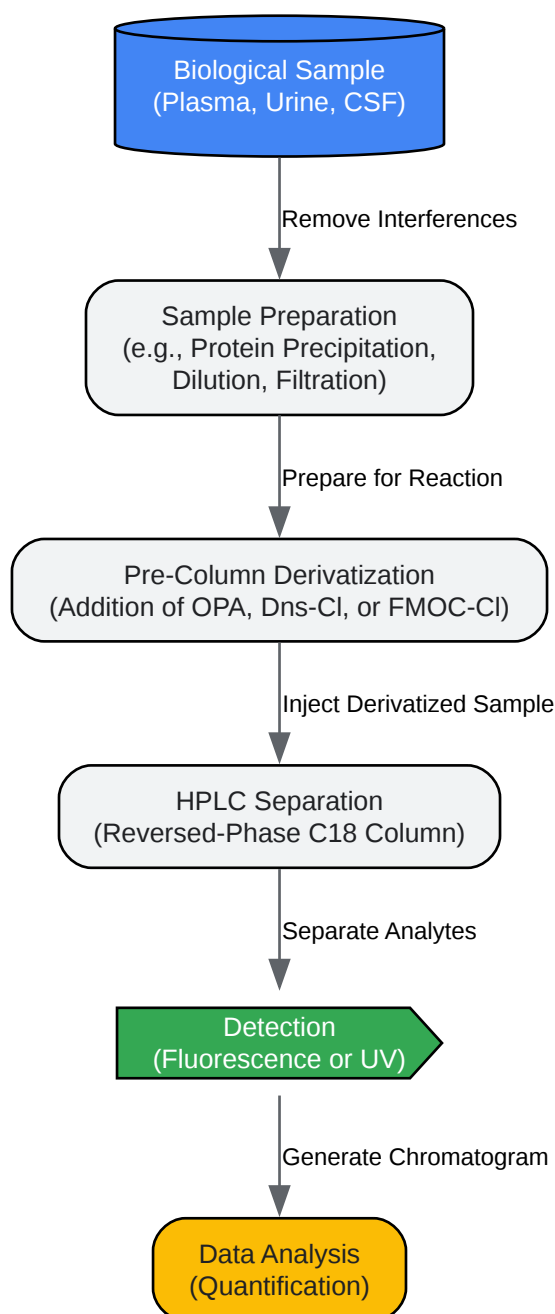 Biological Sample
(Plasma, Urine, CSF)
Remove Interferences
Sample Preparation
(e.g., Protein Precipitation,
Dilution, Filtration)
Prepare for Reaction
Pre-Column Derivatization
(Addition of OPA, Dns-Cl, or FMOC-Cl)
Inject Derivatized Sample
HPLC Separation
(Reversed-Phase C18 Column)
Separate Analytes
Detection
(Fluorescence or UV)
Generate Chromatogram
Data Analysis
(Quantification)